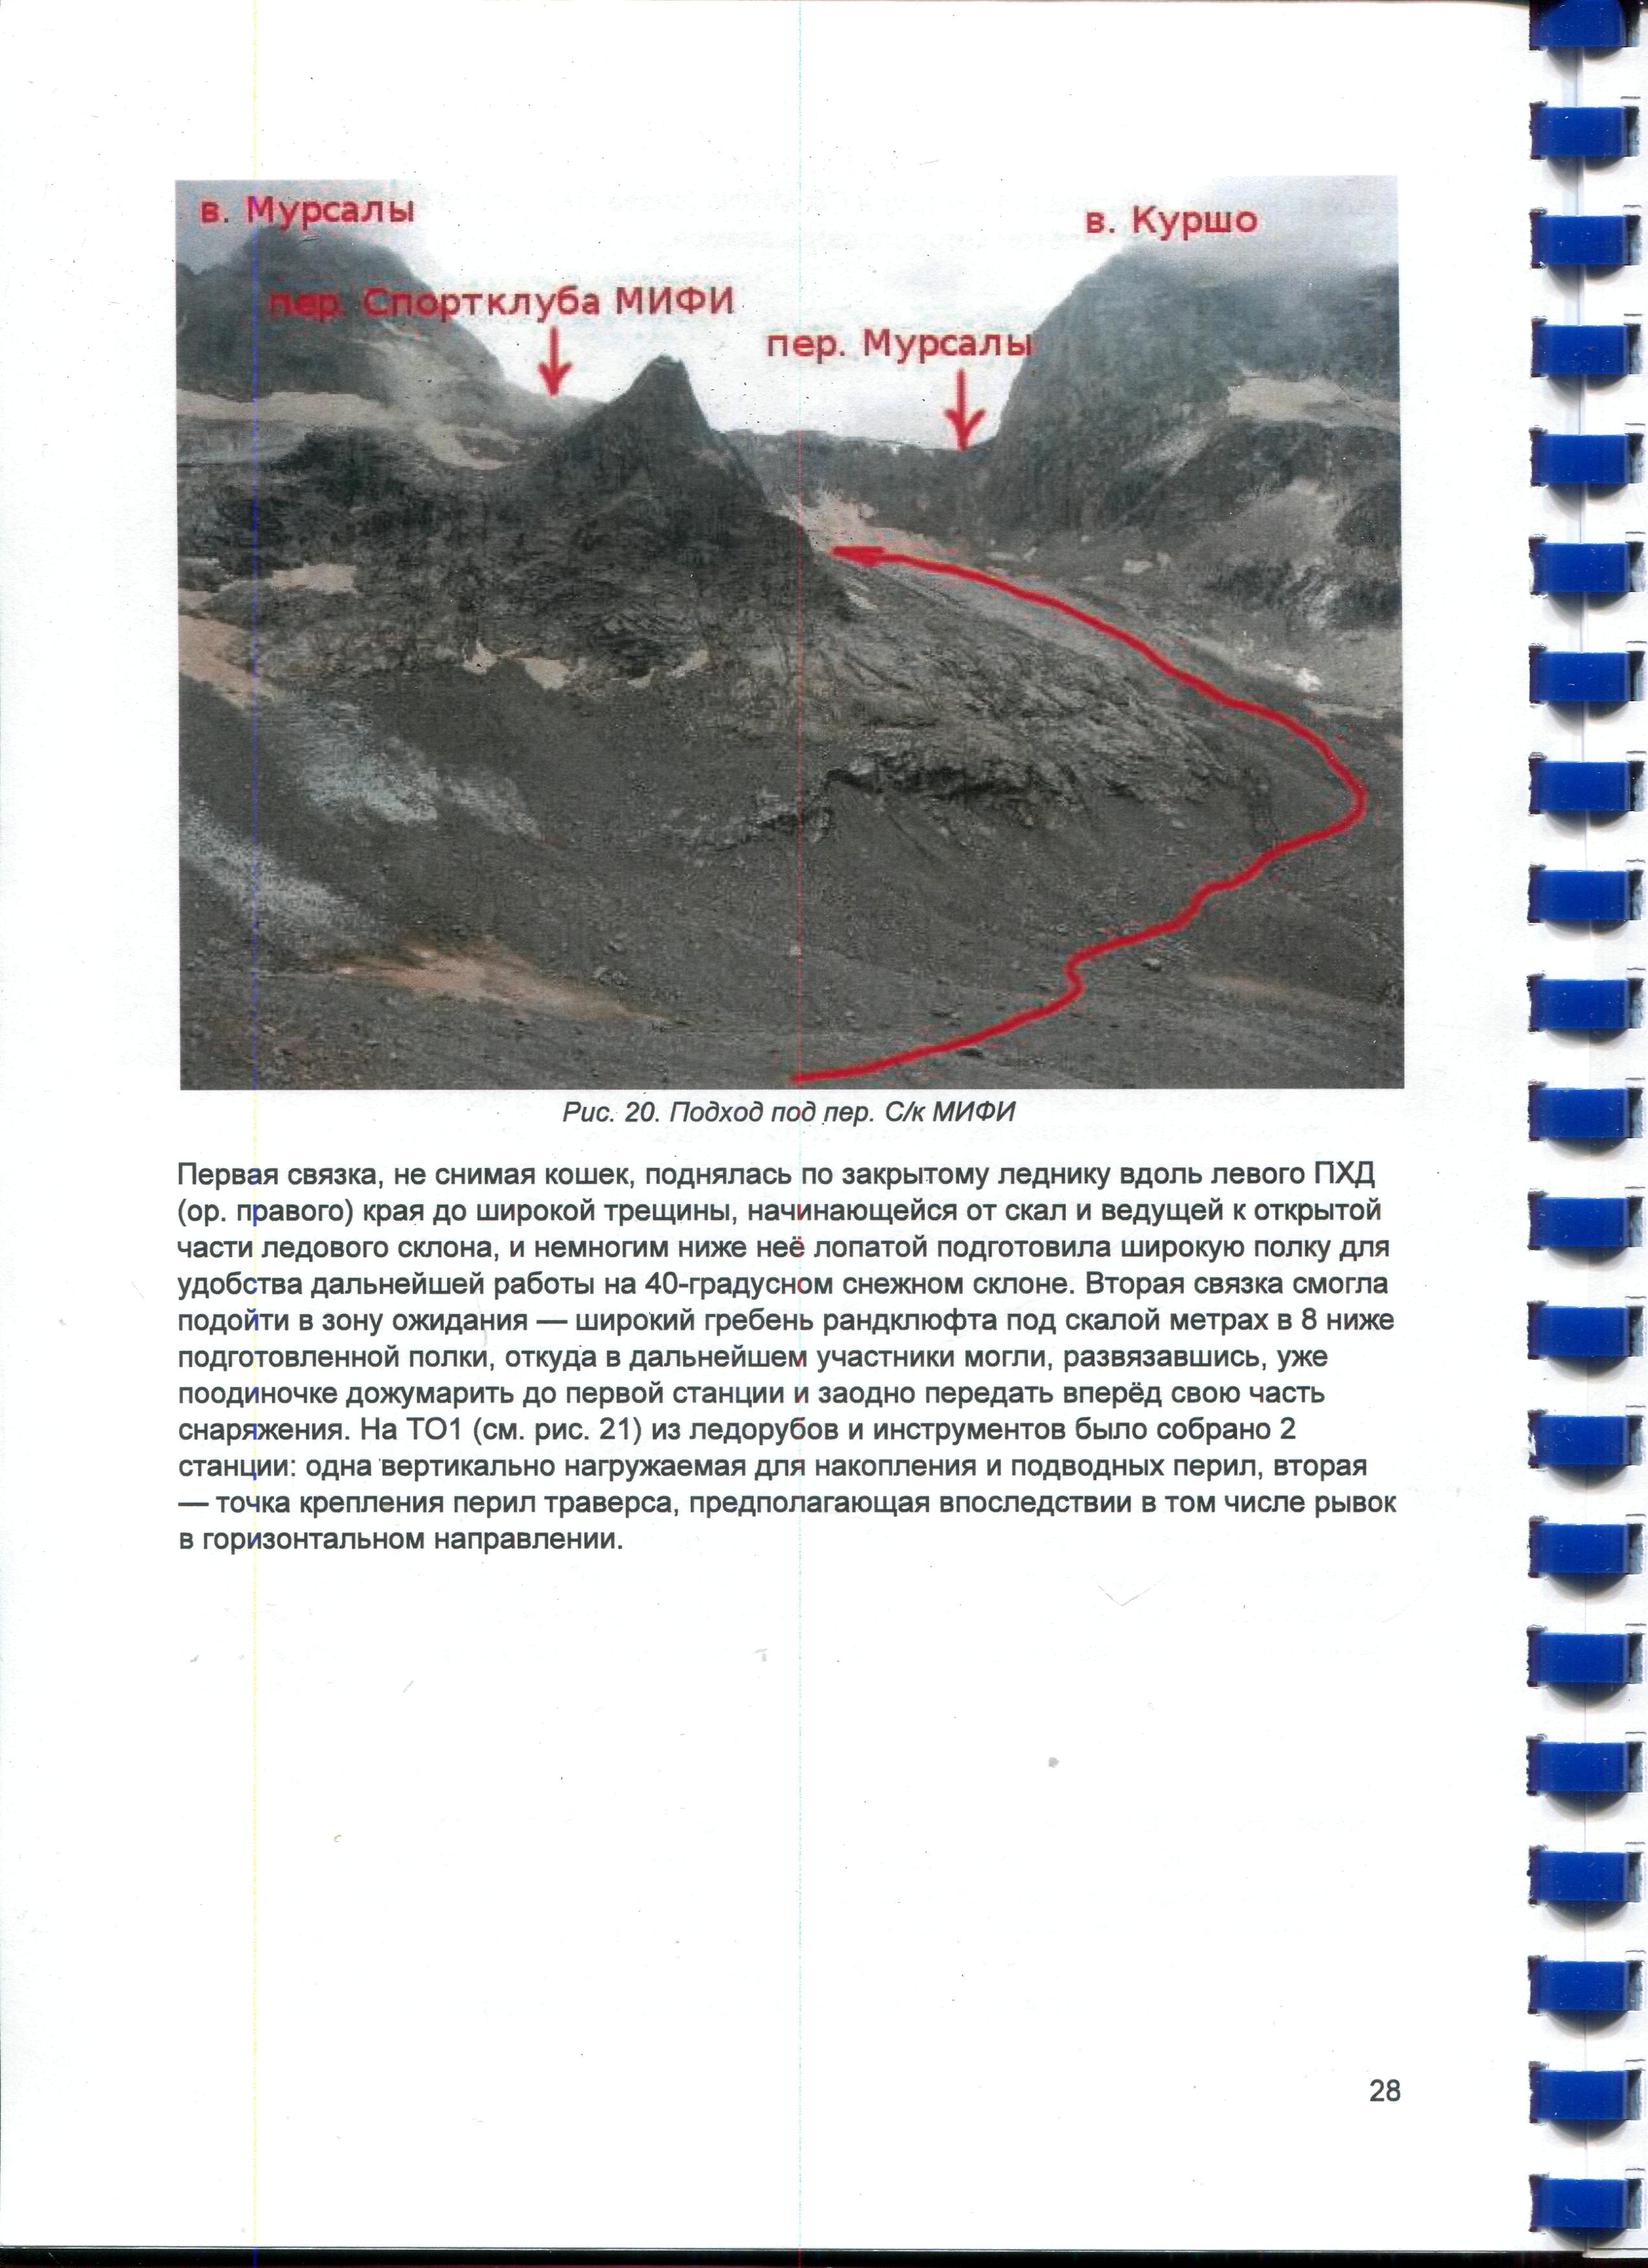 в. Мурсалы
в. Куршо
пер. Спортклуба МИФИ
пер. Мурсалы
Рис. 20. Подход под пер. С/к МИФИ
Первая связка, не снимая кошек, поднялась по закрытому леднику вдоль левого ПХД
(ор. правого) края до широкой трещины, начинающейся от скал и ведущей к открытой
части ледового склона, и немногим ниже неё лопатой подготовила широкую полку для
удобства дальнейшей работы на 40-градусном снежном склоне. Вторая связка смогла
подойти в зону ожидания — широкий гребень рандклюфта под скалой метрах в 8 ниже
подготовленной полки, откуда в дальнейшем участники могли, развязавшись, уже
поодиночке дожумарить до первой станции и заодно передать вперёд свою часть
снаряжения. На ТО1 (см. рис. 21) из ледорубов и инструментов было собрано 2
станции: одна вертикально нагружаемая для накопления и подводных перил, вторая
— точка крепления перил траверса, предполагающая впоследствии в том числе рывок
в горизонтальном направлении.
28